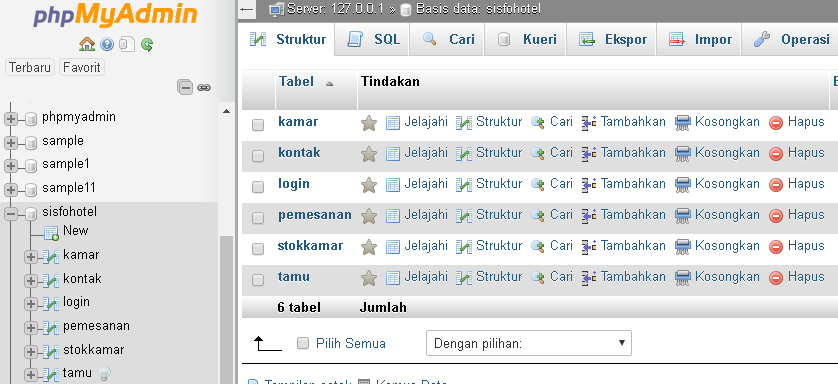 phpMyAdmin
Terbaru Favorit
phpmyadmin
sample
sample1
sample11
sisfohotel
New
kamar
kontak
login
pemesanan
stokkamar
tamu
Server: 127.0.0.1 » Basis data: sisfohotel
Struktur SQL Cari Kueri Ekspor Impor Operasi
Tabel Tindakan
kamar Jelajahi Struktur Cari Tambahkan Kosongkan Hapus
kontak Jelajahi Struktur Cari Tambahkan Kosongkan Hapus
login Jelajahi Struktur Cari Tambahkan Kosongkan Hapus
pemesanan Jelajahi Struktur Cari Tambahkan Kosongkan Hapus
stokkamar Jelajahi Struktur Cari Tambahkan Kosongkan Hapus
tamu Jelajahi Struktur Cari Tambahkan Kosongkan Hapus
6 tabel Jumlah
Pilih Semua Dengan pilihan: